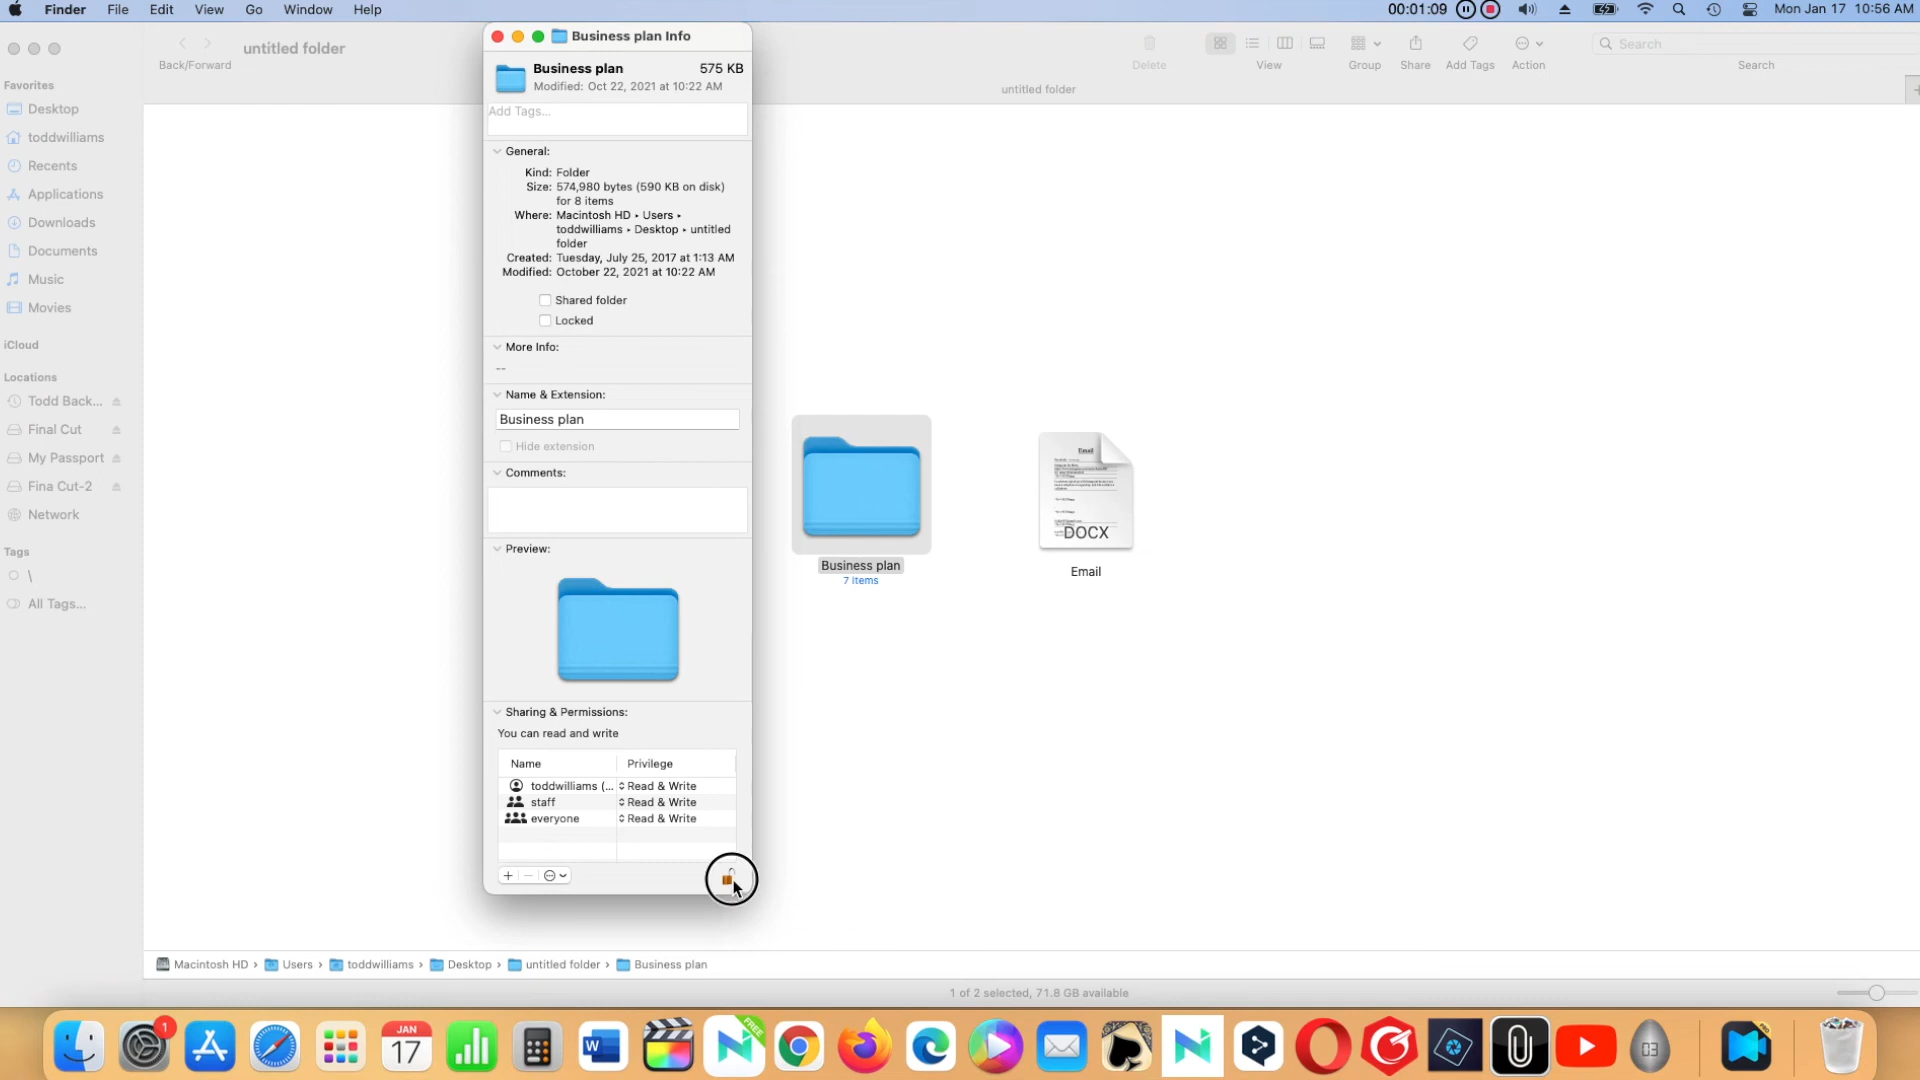 Finder File Edit View Go Window Help 00:01:09 Mon Jan 17 10:56 AM
Business plan Info
untitled folder
Back/Forward
Delete View Group Share Add Tags Action Search
Search
untitled folder
Business plan 575 KB
Modified: Oct 22, 2021 at 10:22 AM
Add Tags...
General:
Kind: Folder
Size: 574,980 bytes (590 KB on disk)
for 8 items
Where: Macintosh HD ▸ Users ▸
toddwilliams ▸ Desktop ▸ untitled
folder
Created: Tuesday, July 25, 2017 at 1:13 AM
Modified: October 22, 2021 at 10:22 AM
Shared folder
Locked
More Info:
--
Name & Extension:
Business plan
Hide extension
Comments:
Preview:
Sharing & Permissions:
You can read and write
Name Privilege
toddwilliams (... Read & Write
staff Read & Write
everyone Read & Write
Favorites
Desktop
toddwilliams
Recents
Applications
Downloads
Documents
Music
Movies
iCloud
Locations
Todd Back...
Final Cut
My Passport
Fina Cut-2
Network
Tags
\
All Tags...
Business plan
7 items
Email
DOCX
Email
Macintosh HD › Users › toddwilliams › Desktop › untitled folder › Business plan
1 of 2 selected, 71.8 GB available
1
JAN
17
W
FREE
03
PRO